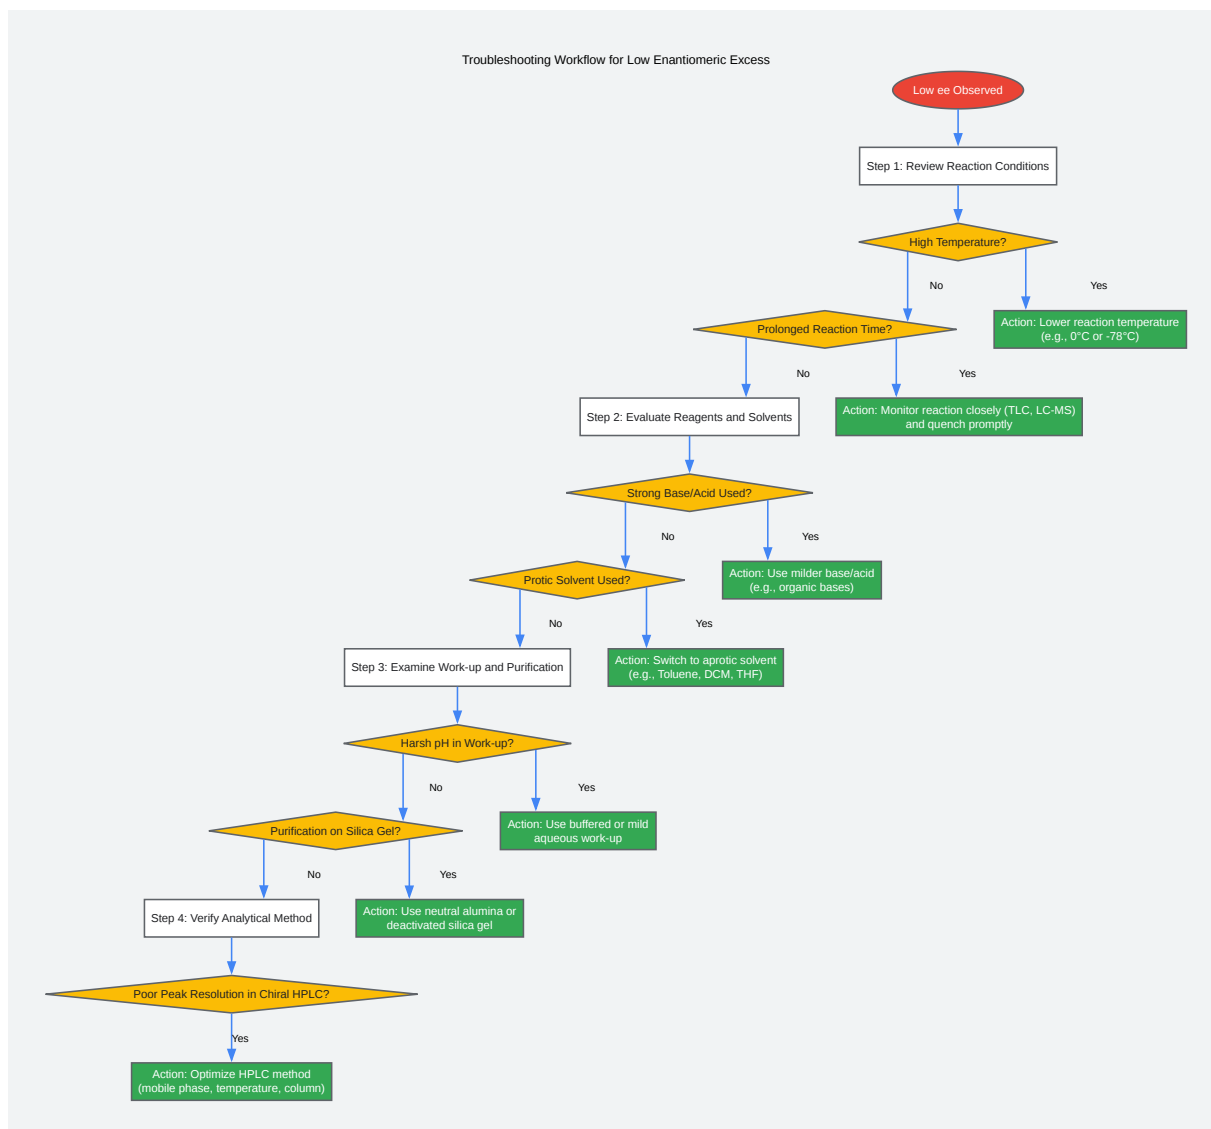 Troubleshooting Workflow for Low Enantiomeric Excess
Low ee Observed
Step 1: Review Reaction Conditions
High Temperature?
No
Yes
Prolonged Reaction Time?
Action: Lower reaction temperature
(e.g., 0°C or -78°C)
No
Yes
Step 2: Evaluate Reagents and Solvents
Action: Monitor reaction closely (TLC, LC-MS)
and quench promptly
Strong Base/Acid Used?
No
Yes
Protic Solvent Used?
Action: Use milder base/acid
(e.g., organic bases)
No
Yes
Step 3: Examine Work-up and Purification
Action: Switch to aprotic solvent
(e.g., Toluene, DCM, THF)
Harsh pH in Work-up?
No
Yes
Purification on Silica Gel?
Action: Use buffered or mild
aqueous work-up
No
Yes
Step 4: Verify Analytical Method
Action: Use neutral alumina or
deactivated silica gel
Poor Peak Resolution in Chiral HPLC?
Yes
Action: Optimize HPLC method
(mobile phase, temperature, column)